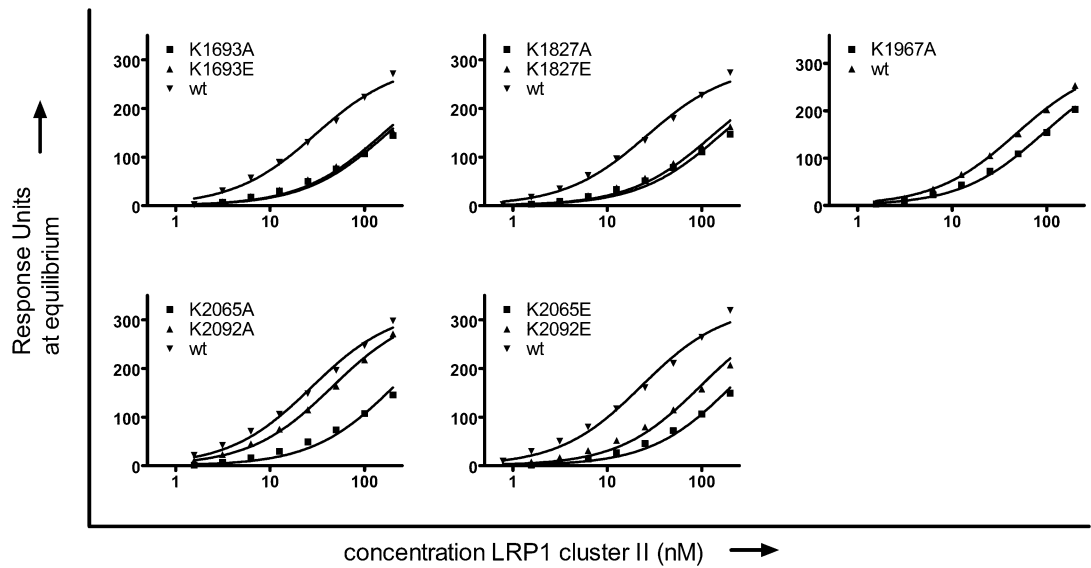 K1693A
K1693E
wt
300
200
100
0
1
10
100
K1827A
K1827E
wt
300
200
100
0
1
10
100
K1967A
wt
300
200
100
0
1
10
100
K2065A
K2092A
wt
300
200
100
0
1
10
100
K2065E
K2092E
wt
300
200
100
0
1
10
100
Response Units
at equilibrium
concentration LRP1 cluster II (nM)